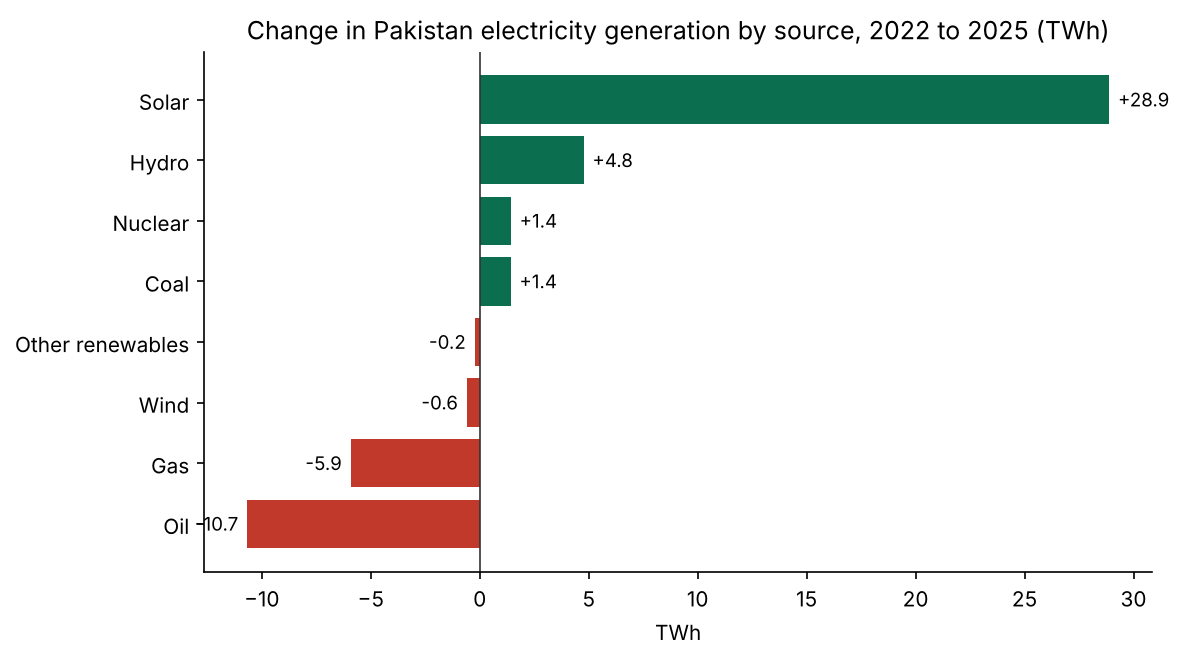 Change in Pakistan electricity generation by source, 2022 to 2025 (TWh)
Solar +28.9
Hydro +4.8
Nuclear +1.4
Coal +1.4
Other renewables -0.2
Wind -0.6
Gas -5.9
Oil -10.7
−10 −5 0 5 10 15 20 25 30
TWh